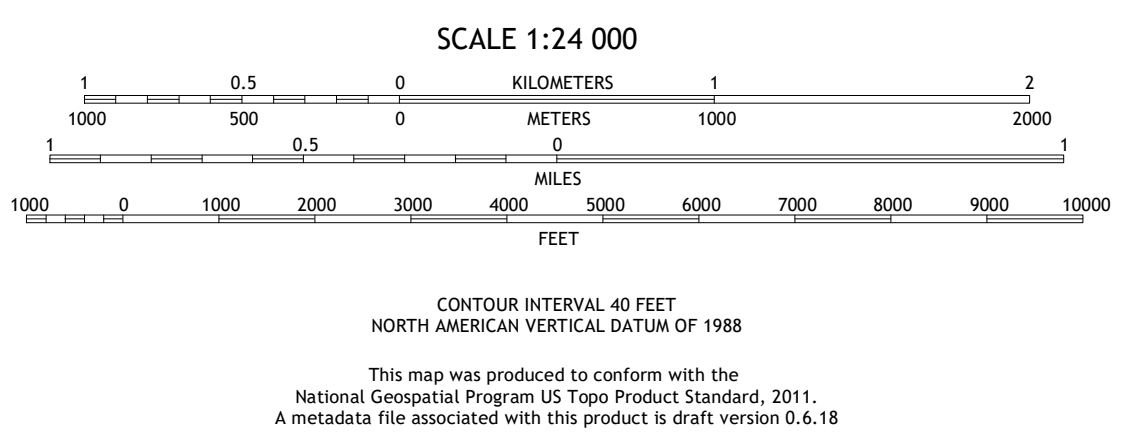 SCALE 1:24 000
1 0.5 0 KILOMETERS 1 2
1000 500 0 METERS 1000 2000
1 0.5 0 1
MILES
1000 0 1000 2000 3000 4000 5000 6000 7000 8000 9000 10000
FEET
CONTOUR INTERVAL 40 FEET
NORTH AMERICAN VERTICAL DATUM OF 1988
This map was produced to conform with the
National Geospatial Program US Topo Product Standard, 2011.
A metadata file associated with this product is draft version 0.6.18